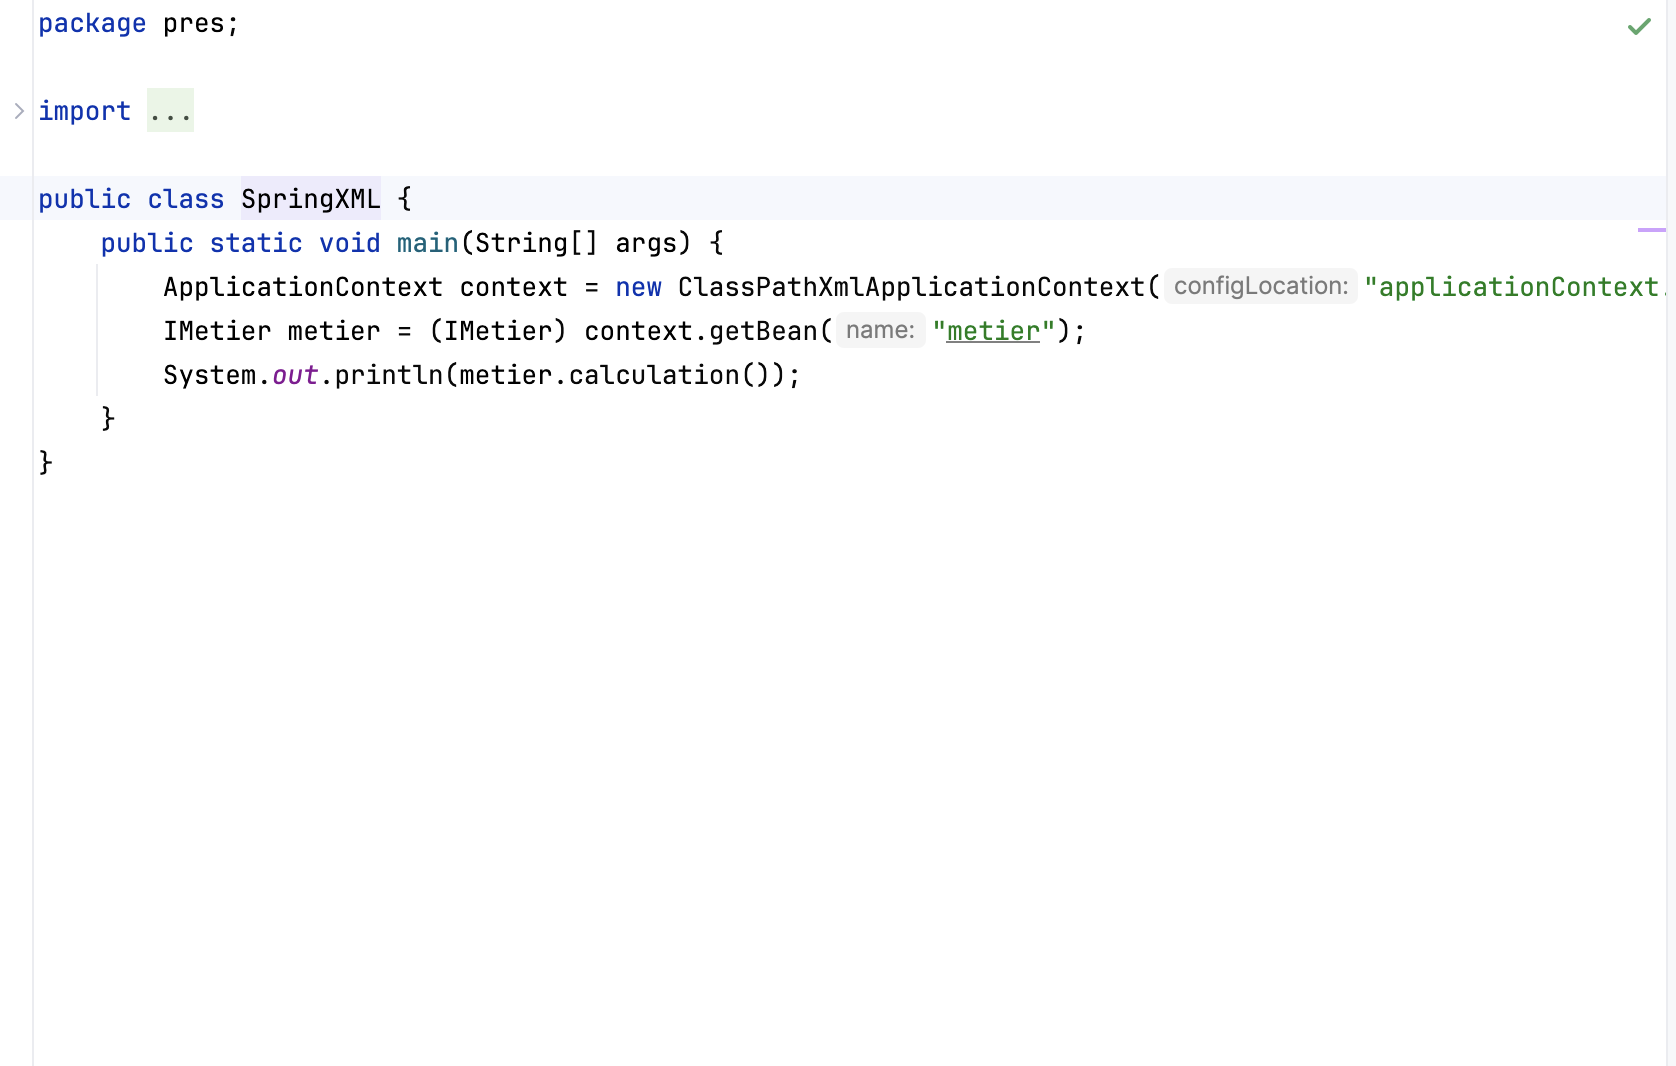 package pres;
import ...
public class SpringXML {
public static void main(String[] args) {
ApplicationContext context = new ClassPathXmlApplicationContext( configLocation: "applicationContext.
IMetier metier = (IMetier) context.getBean( name: "metier");
System.out.println(metier.calculation());
}
}